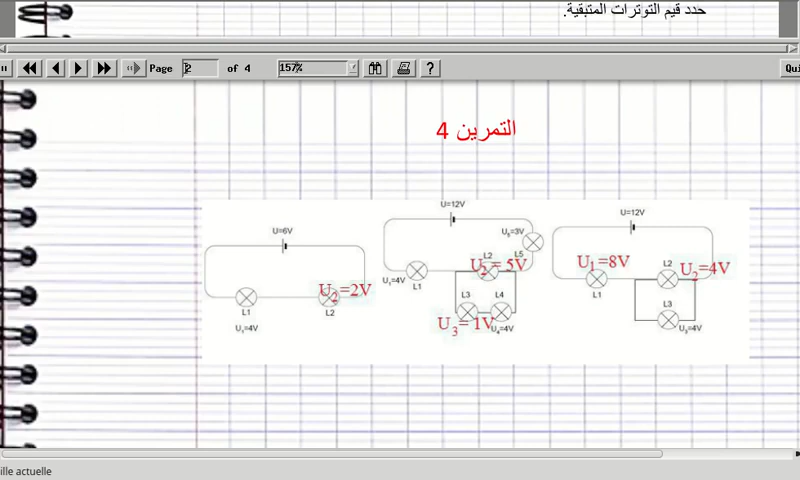 حدد قيم التوترات المتبقية.
Page 2 of 4 157% ? Qui
التمرين 4
U=6V
U₂=2V
L1
L2
U₁=4V
U=12V
U₅=3V
L5
L2
U₂= 5V
U₁=4V
L1
L3
L4
U₃=1V
U₄=4V
U=12V
U₁=8V
L2
U₂=4V
L1
L3
U₃=4V
ille actuelle